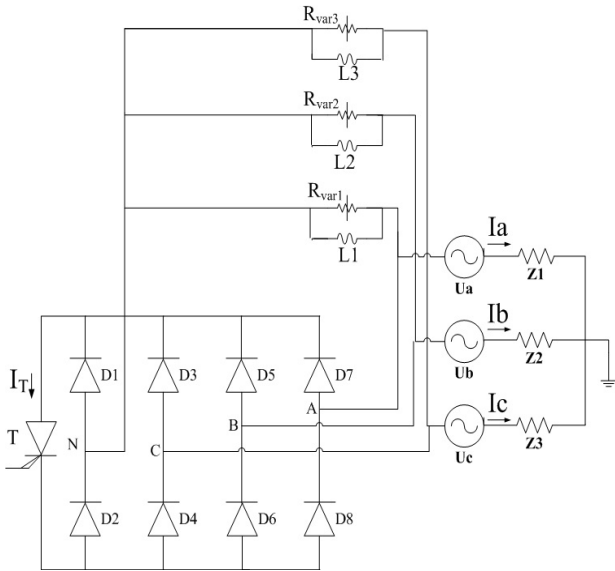 Rvar3
L3
Rvar2
L2
Rvar1
L1
Ia
Ua
Z1
Ib
Ub
Z2
Ic
Uc
Z3
IT
T
D1
D3
D5
D7
A
B
N
C
D2
D4
D6
D8